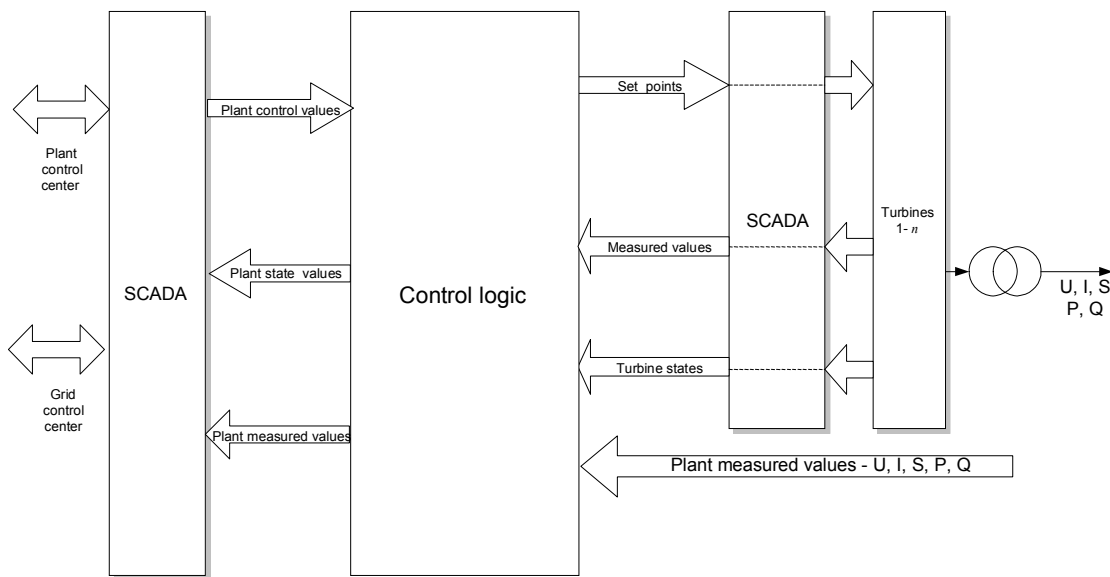 Plant
control
center
Grid
control
center
SCADA
Plant control values
Plant state values
Plant measured values
Control logic
Set points
Measured values
Turbine states
SCADA
Turbines
1- n
U, I, S
P, Q
Plant measured values - U, I, S, P, Q